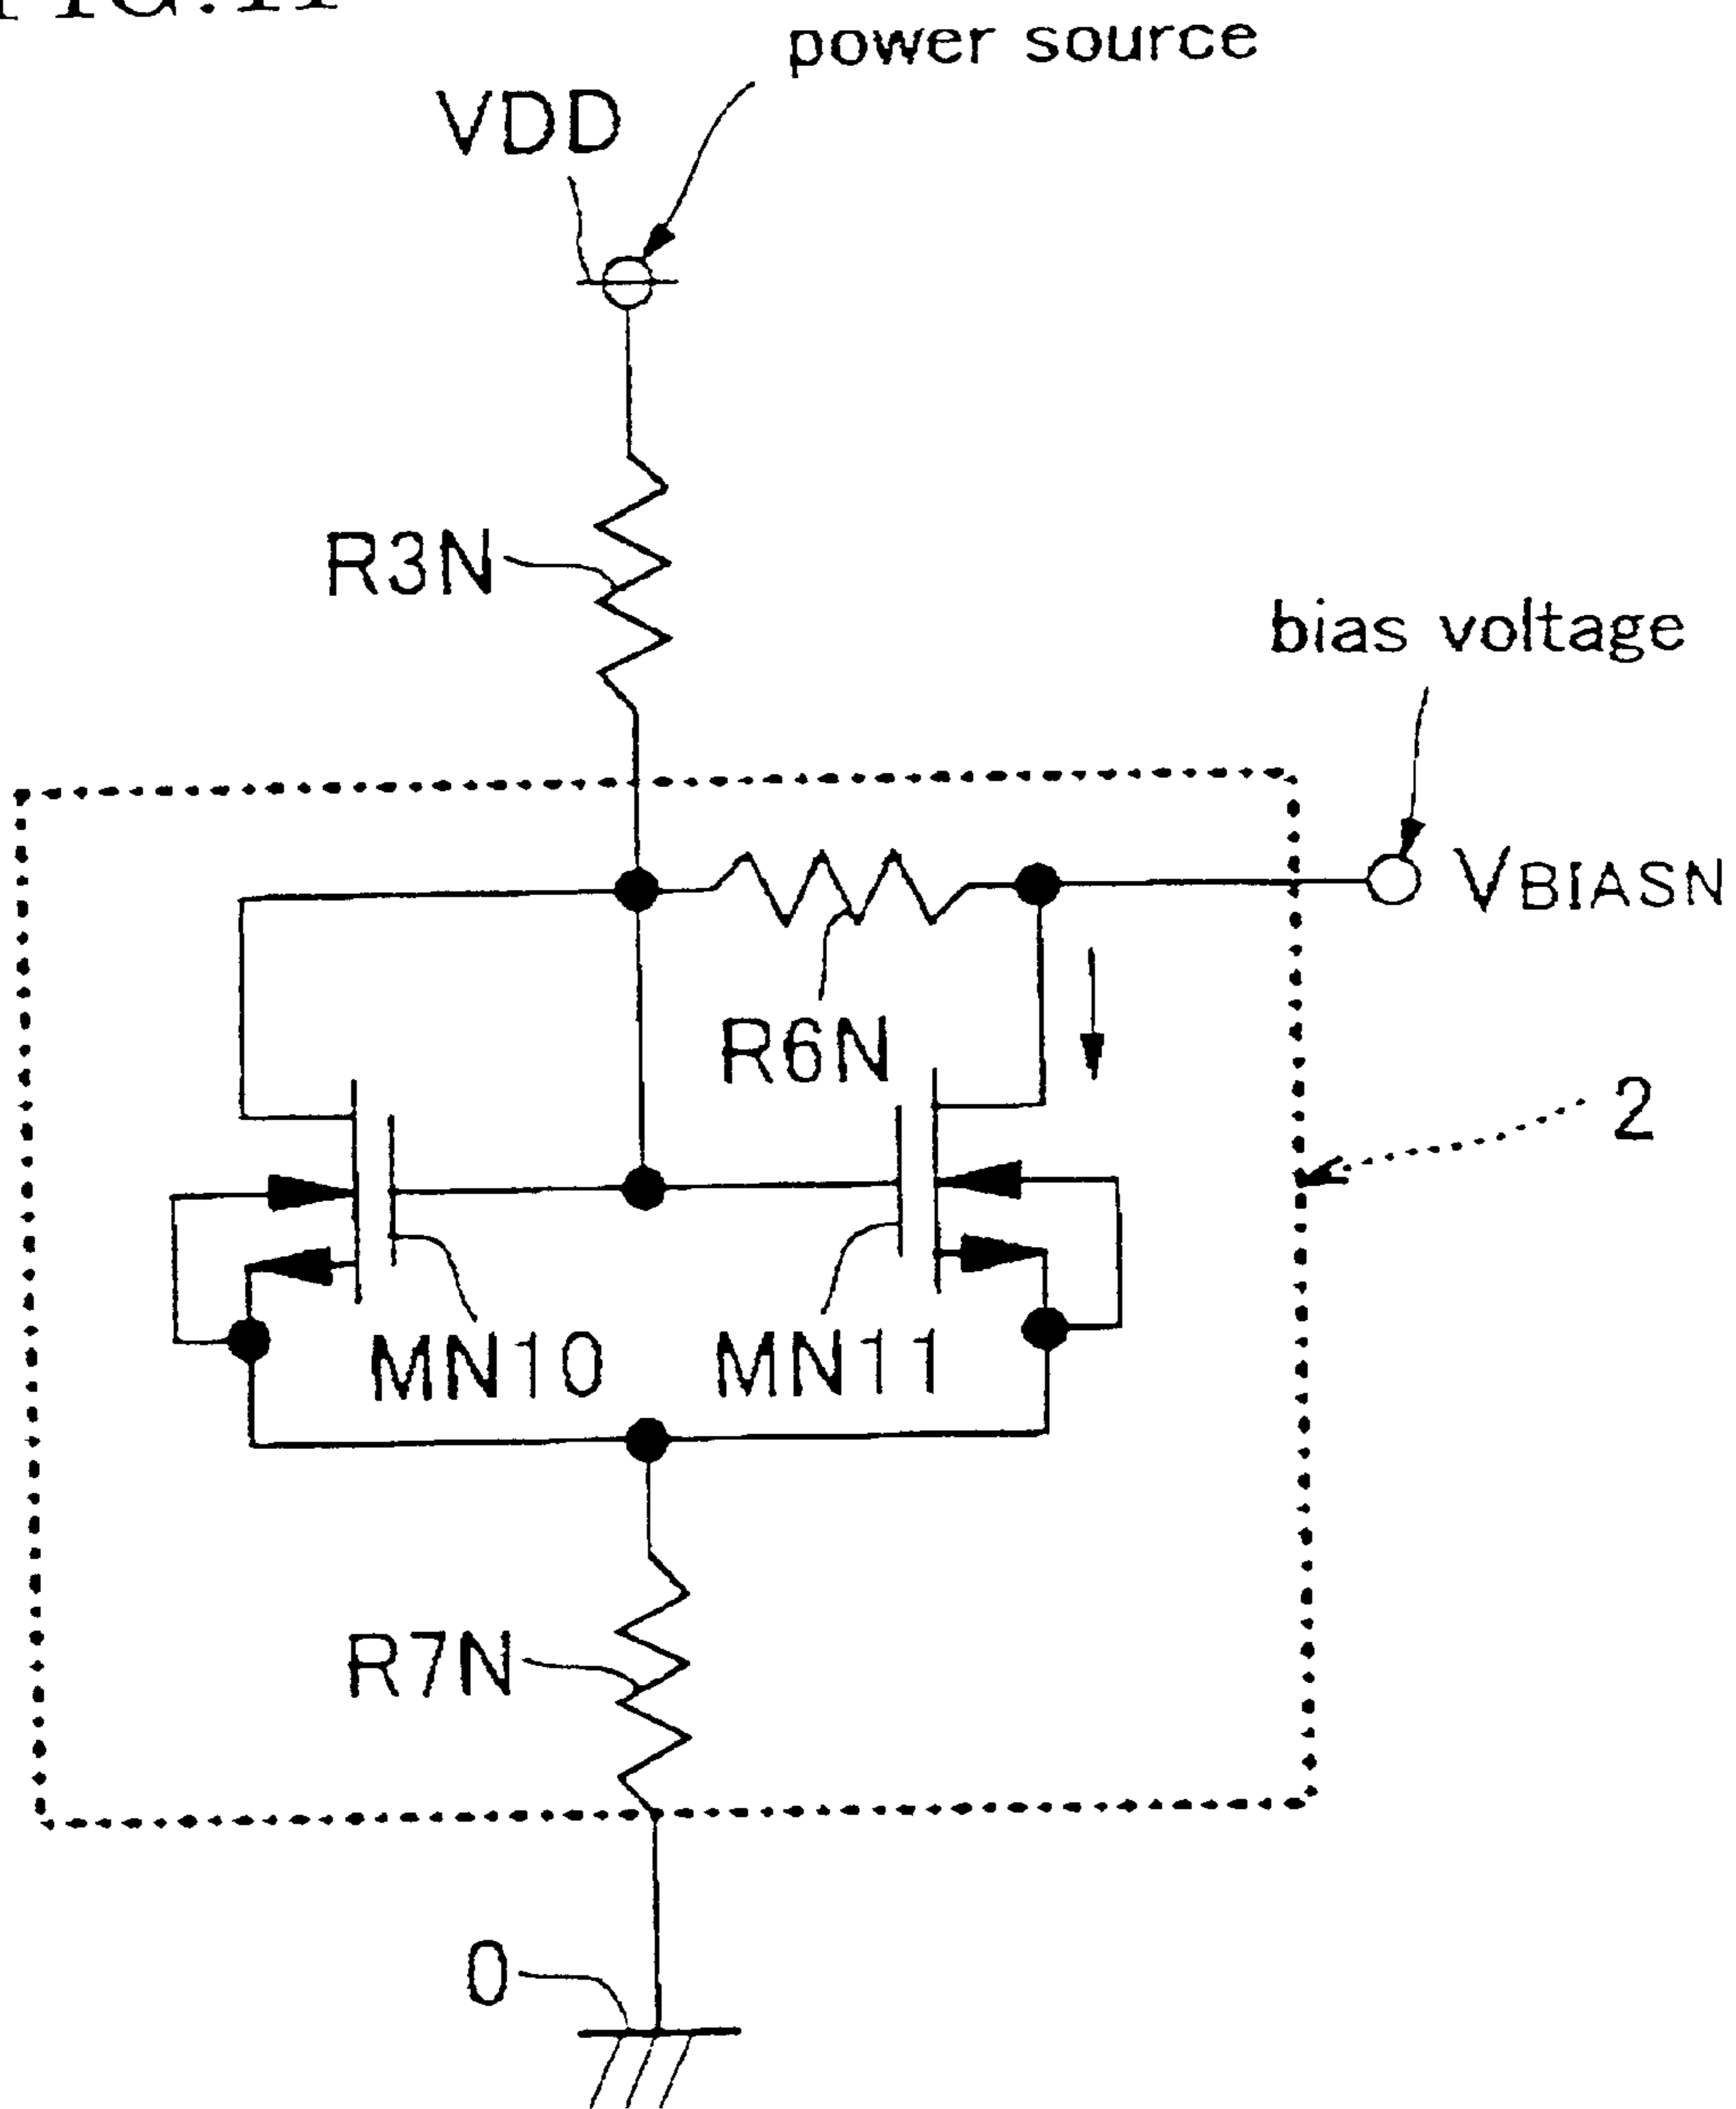 power source
VDD
R3N
bias voltage
VBIASN
R6N
2
MN10 MN11
R7N
0